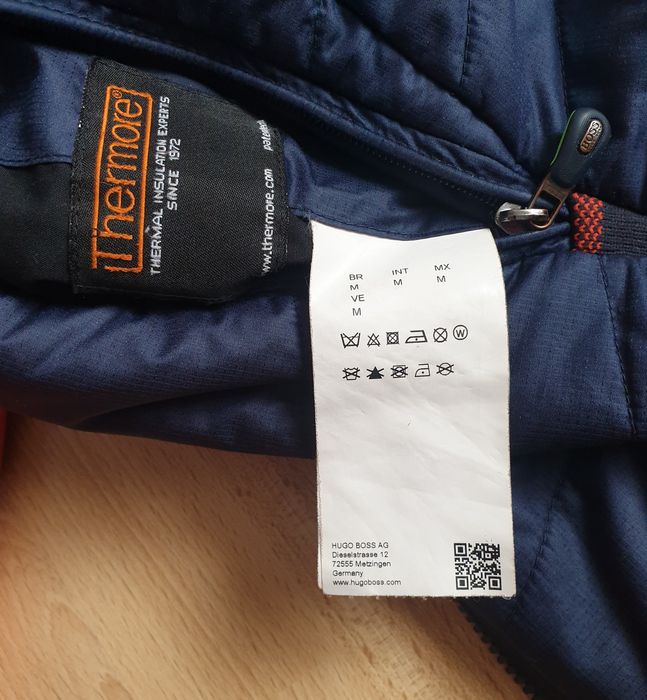 Thermore®
THERMAL INSULATION EXPERTS
SINCE 1972
www.thermore.com
BOSS
BR INT MX
M M M
VE
M
W
HUGO BOSS AG
Dieselstrasse 12
72555 Metzingen
Germany
www.hugoboss.com